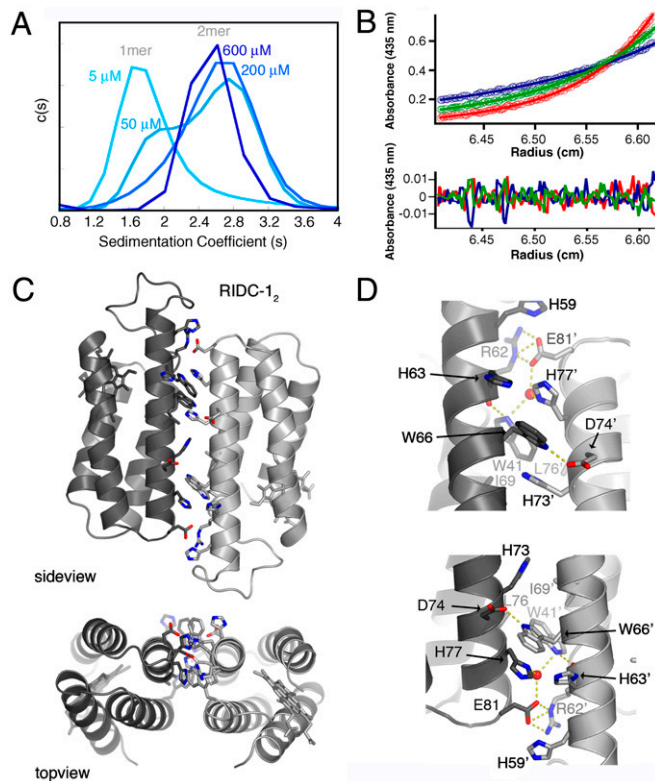 A
1mer
2mer
5 µM
600 µM
200 µM
50 µM
c(s)
0.8
1.2
1.6
2
2.4
2.8
3.2
3.6
4
Sedimentation Coefficient (s)
B
Absorbance (435 nm)
0.6
0.4
0.2
6.45
6.50
6.55
6.60
Radius (cm)
Absorbance (435 nm)
0.01
0
-0.01
6.45
6.50
6.55
6.60
Radius (cm)
C
RIDC-1₂
sideview
topview
D
H59
E81'
R62
H63
H77'
D74'
W66
W41
L76'
I69
H73'
H73
I69'
D74
L76
W41'
W66'
H77
H63'
E81
R62'
H59'